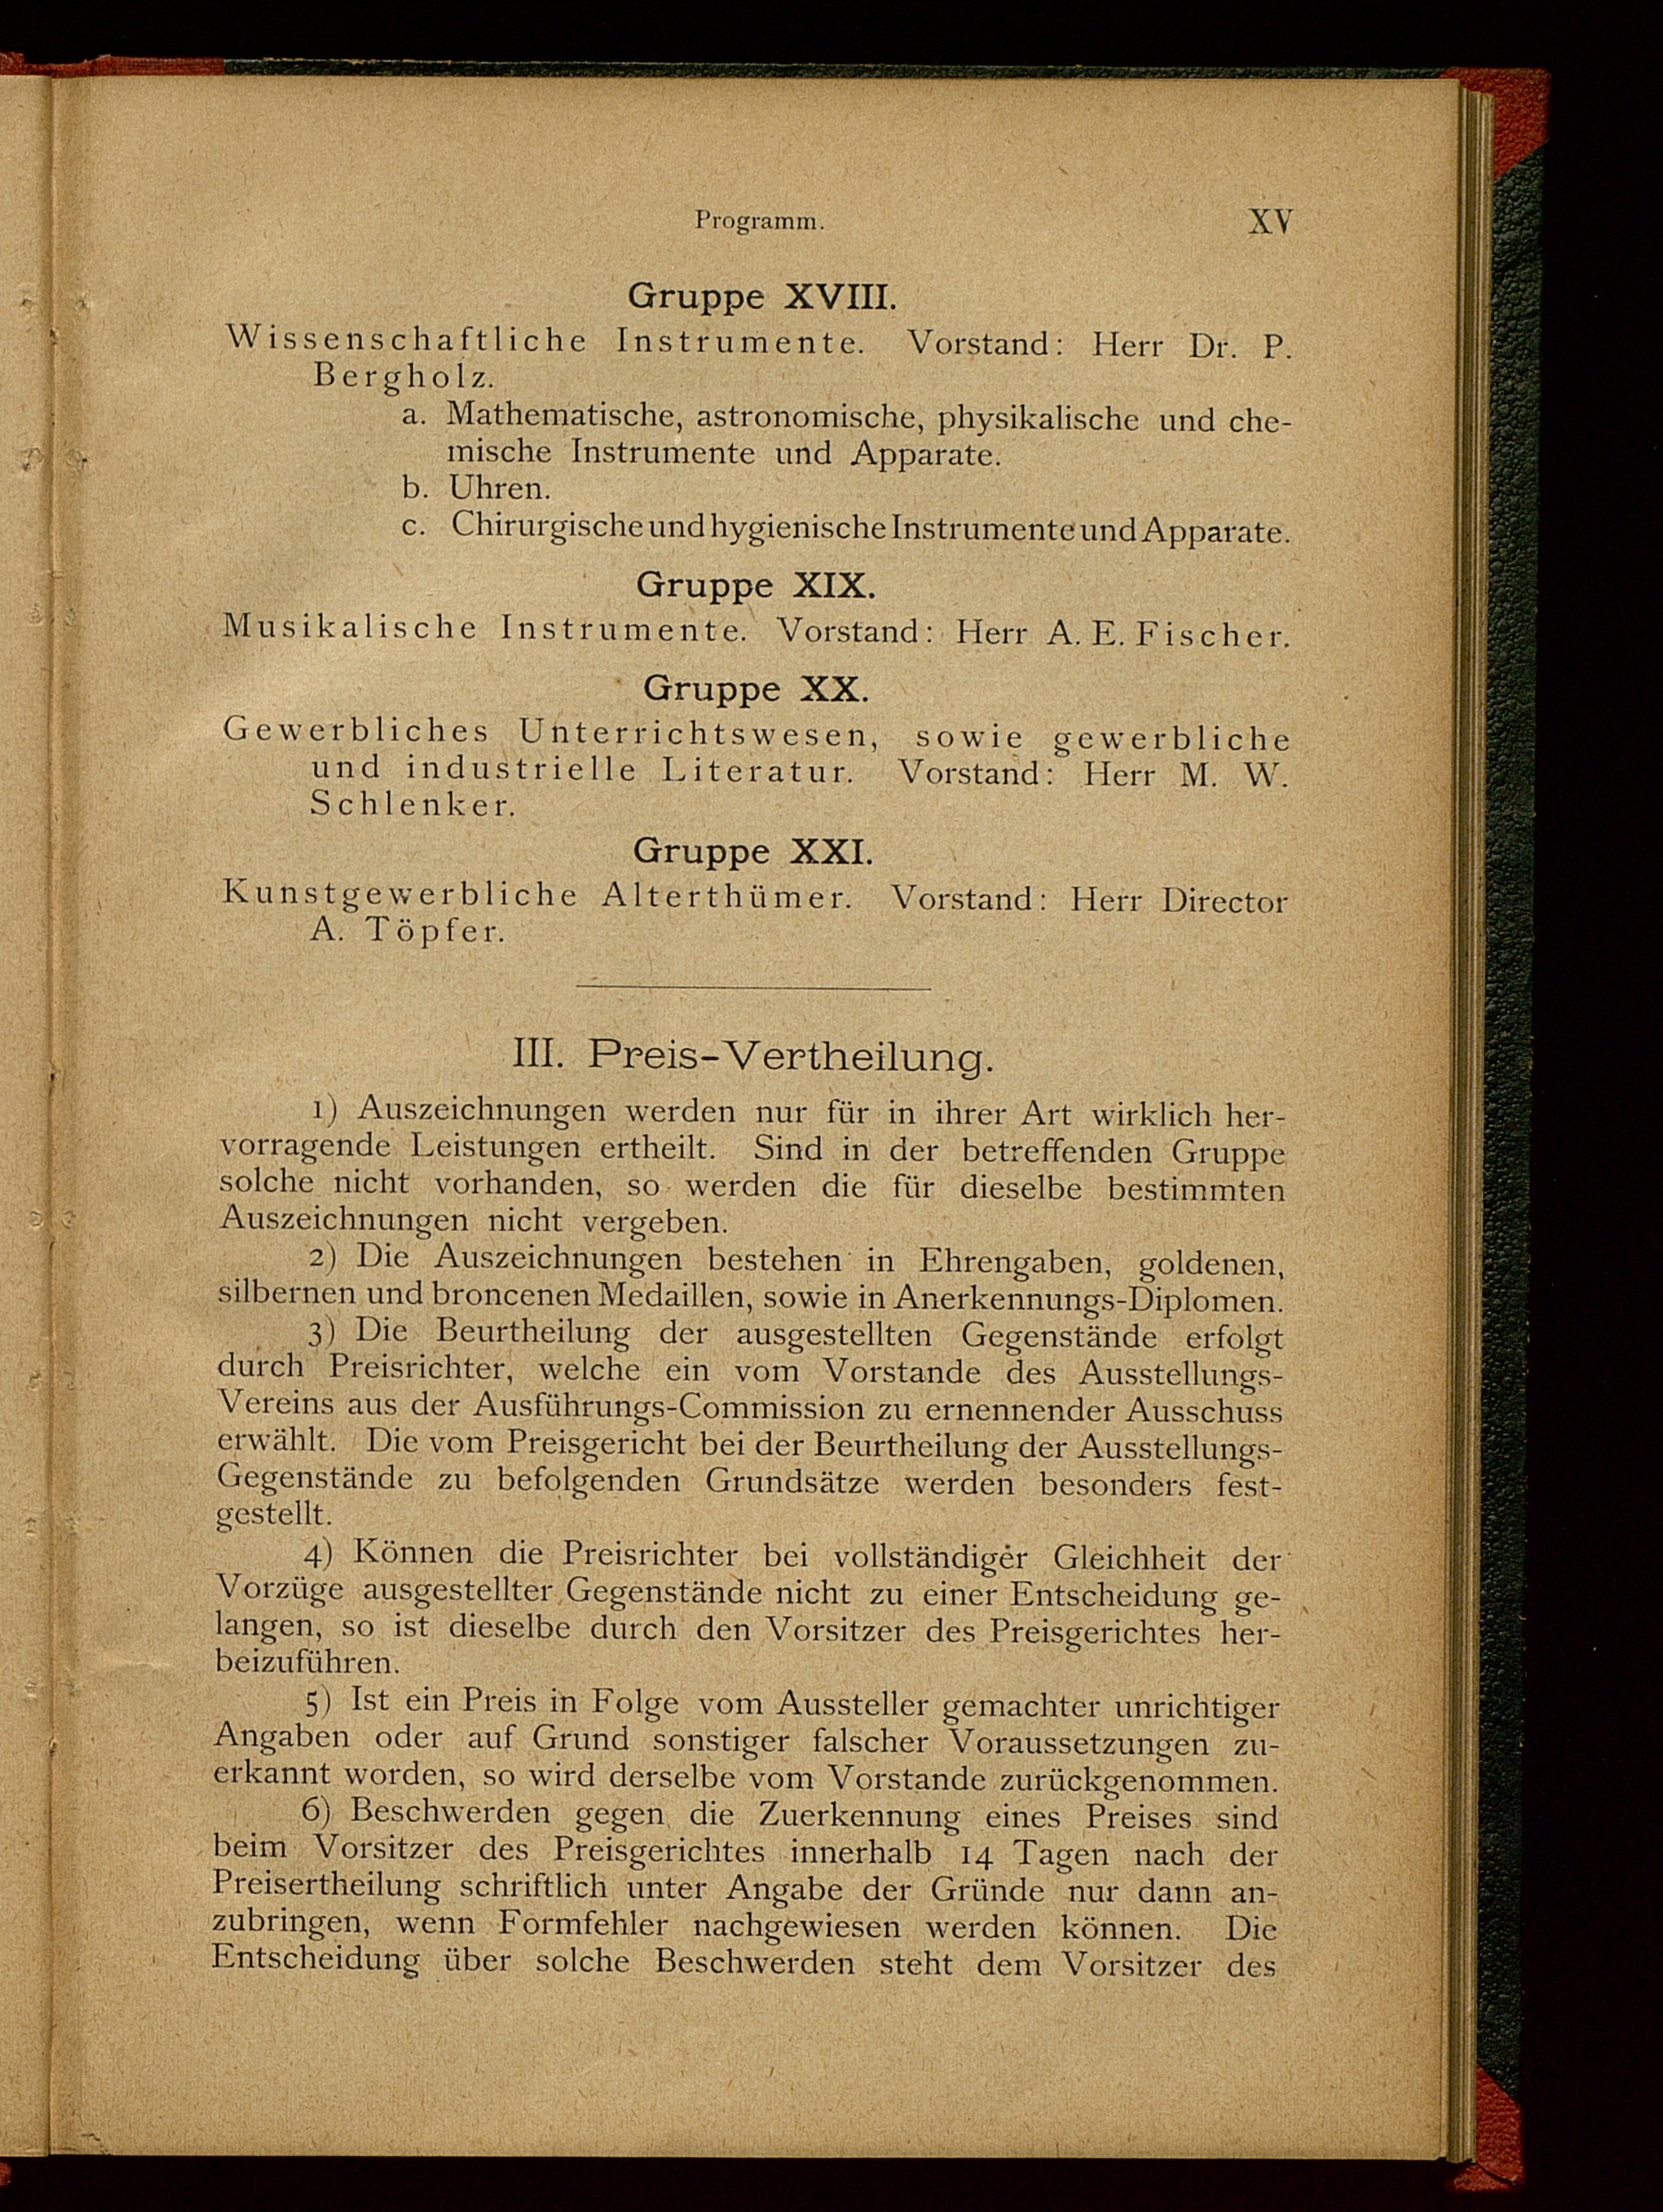 Programm. XV
Gruppe XVIII.
Wissenschaftliche Instrumente. Vorstand: Herr Dr. P.
Bergholz.
a. Mathematische, astronomische, physikalische und che-
mische Instrumente und Apparate.
b. Uhren.
c. Chirurgische und hygienische Instrumente und Apparate.
Gruppe XIX.
Musikalische Instrumente. Vorstand: Herr A. E. Fischer.
Gruppe XX.
Gewerbliches Unterrichtswesen, sowie gewerbliche
und industrielle Literatur. Vorstand: Herr M. W.
Schlenker.
Gruppe XXI.
Kunstgewerbliche Alterthümer. Vorstand: Herr Director
A. Töpfer.
III. Preis-Vertheilung.
1) Auszeichnungen werden nur für in ihrer Art wirklich her-
vorragende Leistungen ertheilt. Sind in der betreffenden Gruppe
solche nicht vorhanden, so werden die für dieselbe bestimmten
Auszeichnungen nicht vergeben.
2) Die Auszeichnungen bestehen in Ehrengaben, goldenen,
silbernen und broncenen Medaillen, sowie in Anerkennungs-Diplomen.
3) Die Beurtheilung der ausgestellten Gegenstände erfolgt
durch Preisrichter, welche ein vom Vorstande des Ausstellungs-
Vereins aus der Ausführungs-Commission zu ernennender Ausschuss
erwählt. Die vom Preisgericht bei der Beurtheilung der Ausstellungs-
Gegenstände zu befolgenden Grundsätze werden besonders fest-
gestellt.
4) Können die Preisrichter bei vollständiger Gleichheit der
Vorzüge ausgestellter Gegenstände nicht zu einer Entscheidung ge-
langen, so ist dieselbe durch den Vorsitzer des Preisgerichtes her-
beizuführen.
5) Ist ein Preis in Folge vom Aussteller gemachter unrichtiger
Angaben oder auf Grund sonstiger falscher Voraussetzungen zu-
erkannt worden, so wird derselbe vom Vorstande zurückgenommen.
6) Beschwerden gegen die Zuerkennung eines Preises sind
beim Vorsitzer des Preisgerichtes innerhalb 14 Tagen nach der
Preisertheilung schriftlich unter Angabe der Gründe nur dann an-
zubringen, wenn Formfehler nachgewiesen werden können. Die
Entscheidung über solche Beschwerden steht dem Vorsitzer des